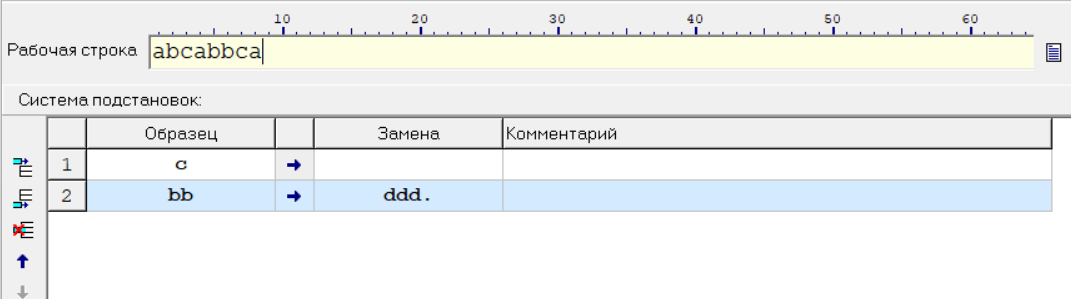 10 20 30 40 50 60
Рабочая строка abcabbca
Система подстановок:
Образец Замена Комментарий
1 c →
2 bb → ddd.